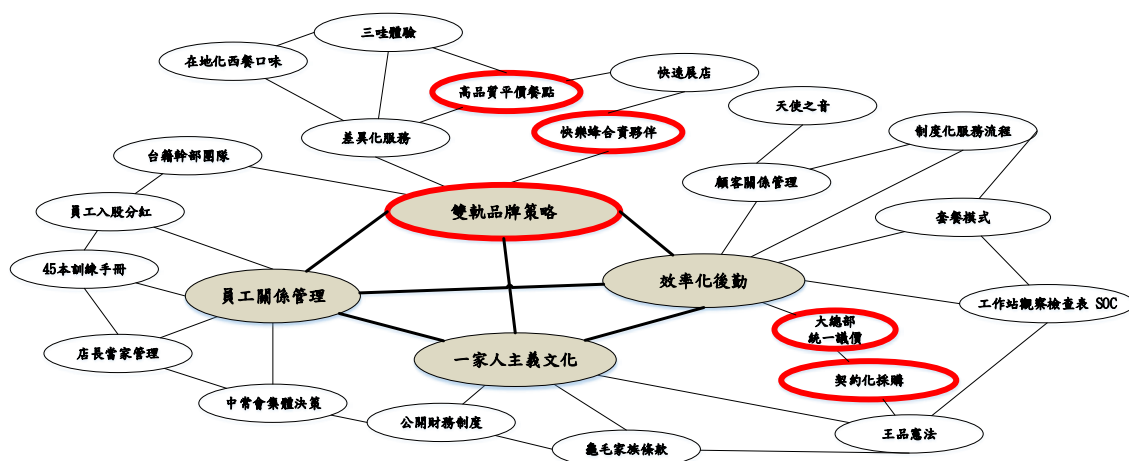 三哇體驗
在地化西餐口味
快速展店
高品質平價餐點
天使之音
差異化服務
快樂蜂合資夥伴
制度化服務流程
台籍幹部團隊
顧客關係管理
員工入股分紅
雙軌品牌策略
套餐模式
45本訓練手冊
員工關係管理
效率化後勤
工作站觀察檢查表 SOC
大總部
統一議價
店長當家管理
一家人主義文化
契約化採購
中常會集體決策
公開財務制度
王品憲法
龜毛家族條款